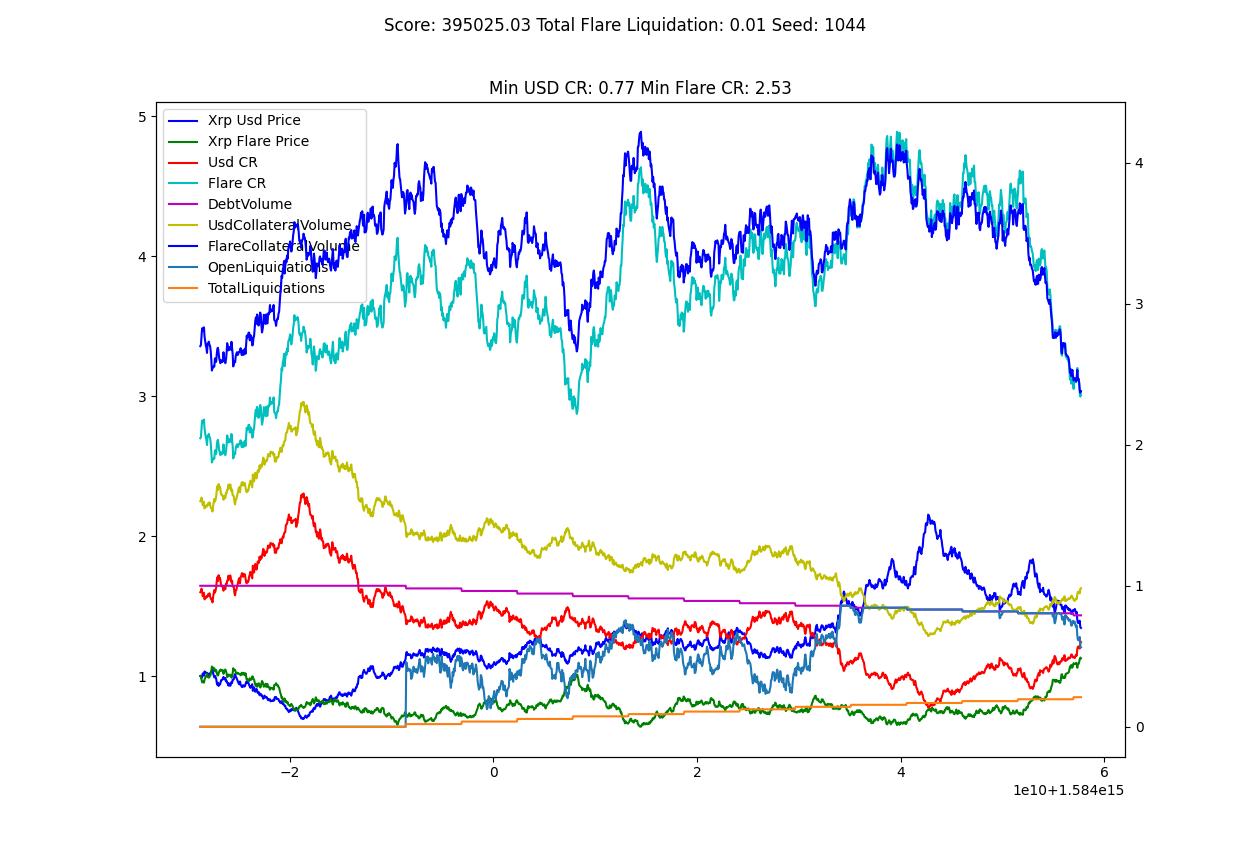 Score: 395025.03 Total Flare Liquidation: 0.01 Seed: 1044
Min USD CR: 0.77 Min Flare CR: 2.53
Xrp Usd Price
Xrp Flare Price
Usd CR
Flare CR
DebtVolume
UsdCollateralVolume
FlareCollateralVolume
OpenLiquidations
TotalLiquidations
5
4
3
2
1
4
3
2
1
0
−2
0
2
4
6
1e10+1.584e15